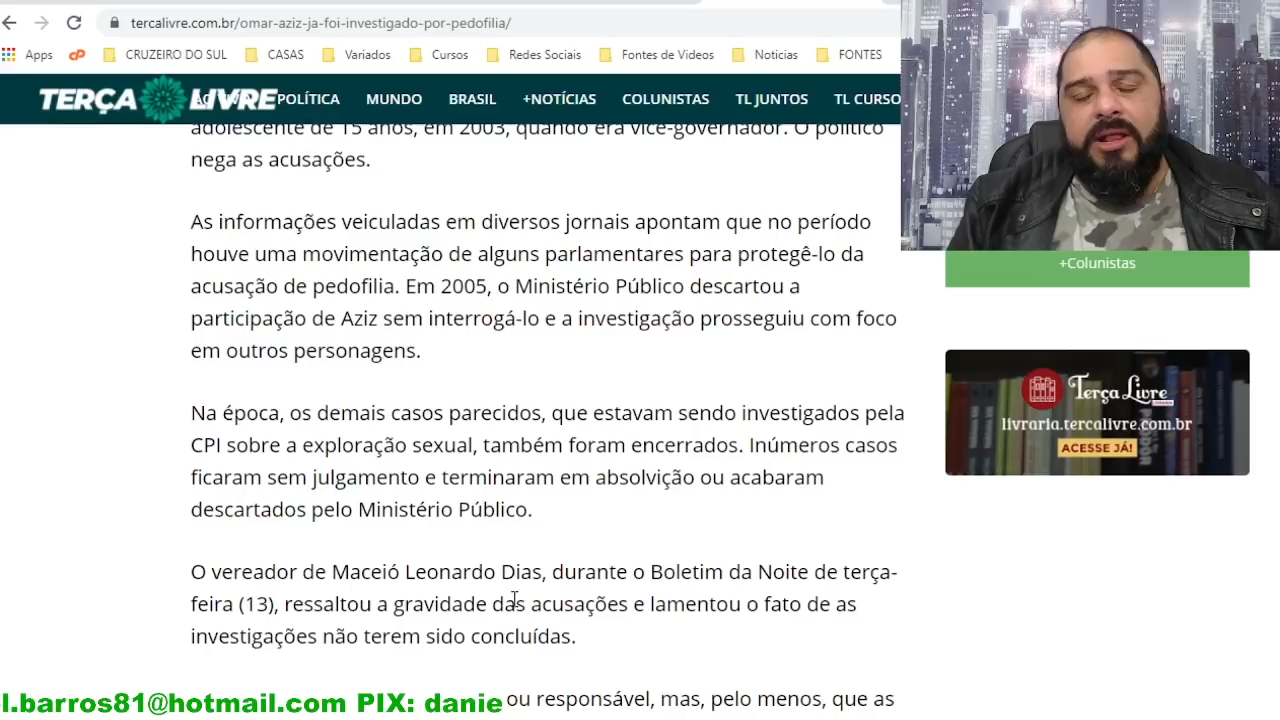 tercalivre.com.br/omar-aziz-ja-foi-investigado-por-pedofilia/
Apps CRUZEIRO DO SUL CASAS Variados Cursos Redes Sociais Fontes de Videos Noticias FONTES
TERÇA LIVRE POLÍTICA MUNDO BRASIL +NOTÍCIAS COLUNISTAS TL JUNTOS TL CURSO
adolescente de 15 anos, em 2003, quando era vice-governador. O político
nega as acusações.
As informações veiculadas em diversos jornais apontam que no período
houve uma movimentação de alguns parlamentares para protegê-lo da
acusação de pedofilia. Em 2005, o Ministério Público descartou a
participação de Aziz sem interrogá-lo e a investigação prosseguiu com foco
em outros personagens.
Na época, os demais casos parecidos, que estavam sendo investigados pela
CPI sobre a exploração sexual, também foram encerrados. Inúmeros casos
ficaram sem julgamento e terminaram em absolvição ou acabaram
descartados pelo Ministério Público.
O vereador de Maceió Leonardo Dias, durante o Boletim da Noite de terça-
feira (13), ressaltou a gravidade das acusações e lamentou o fato de as
investigações não terem sido concluídas.
ou responsável, mas, pelo menos, que as
l.barros81@hotmail.com PIX: danie
+Colunistas
Terça Livre
livraria.tercalivre.com.br
ACESSE JÁ!